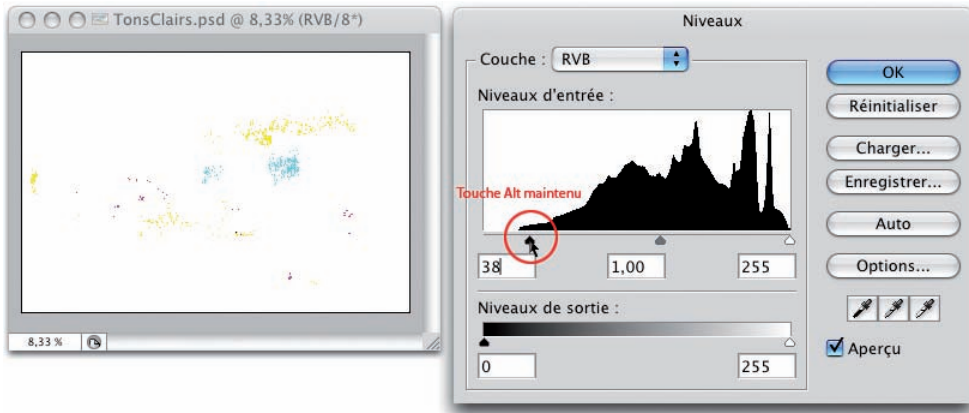 TonsClairs.psd @ 8,33% (RVB/8*)
8,33 %
Niveaux
Couche : RVB
Niveaux d'entrée :
Touche Alt maintenu
38 1,00 255
Niveaux de sortie :
0 255
OK
Réinitialiser
Charger...
Enregistrer...
Auto
Options...
Aperçu